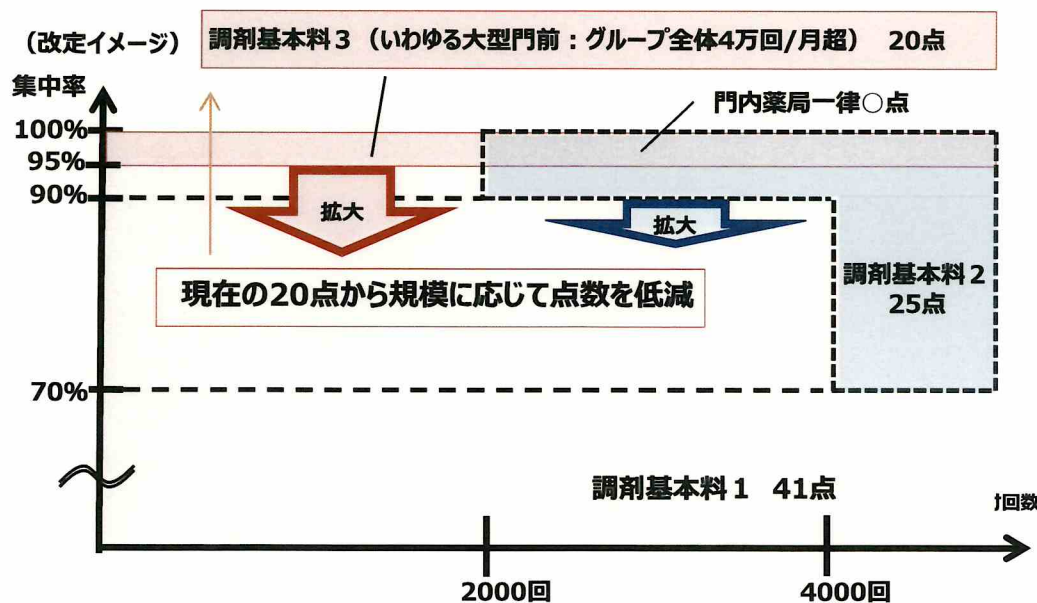 （改定イメージ）
調剤基本料３（いわゆる大型門前：グループ全体4万回/月超） 20点
集中率
門内薬局一律○点
100%
95%
90%
拡大
拡大
調剤基本料２
25点
現在の20点から規模に応じて点数を低減
70%
調剤基本料１ 41点
回数
2000回
4000回